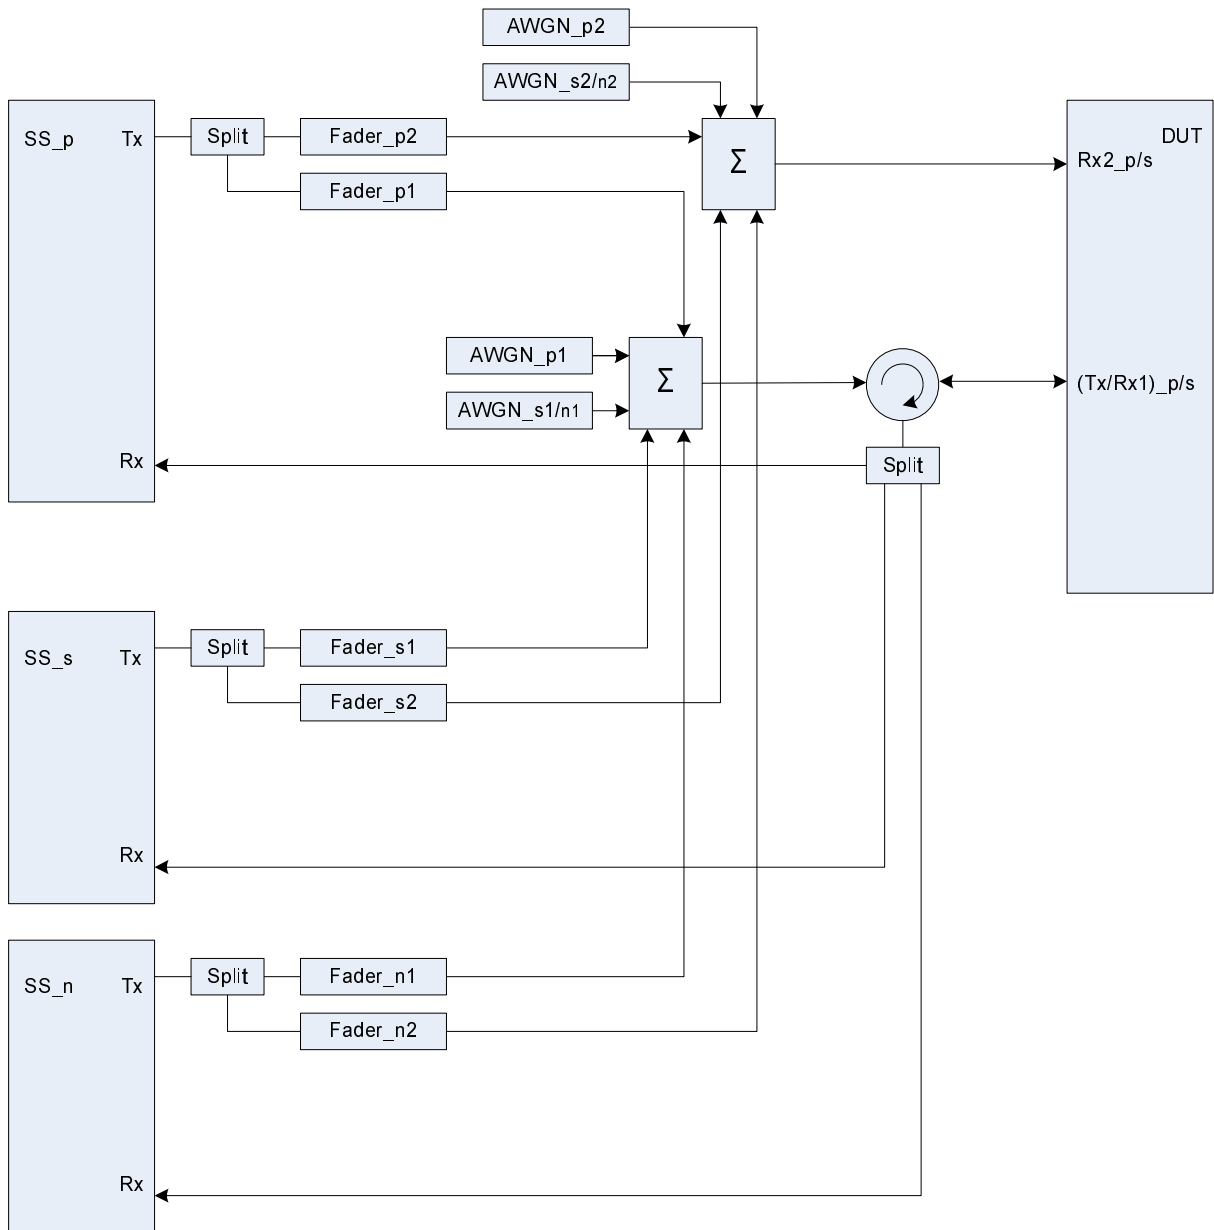 AWGN_p2
AWGN_s2/n2
SS_p
Tx
Split
Fader_p2
Σ
DUT
Rx2_p/s
Fader_p1
AWGN_p1
Σ
(Tx/Rx1)_p/s
AWGN_s1/n1
Rx
Split
SS_s
Tx
Split
Fader_s1
Fader_s2
Rx
SS_n
Tx
Split
Fader_n1
Fader_n2
Rx